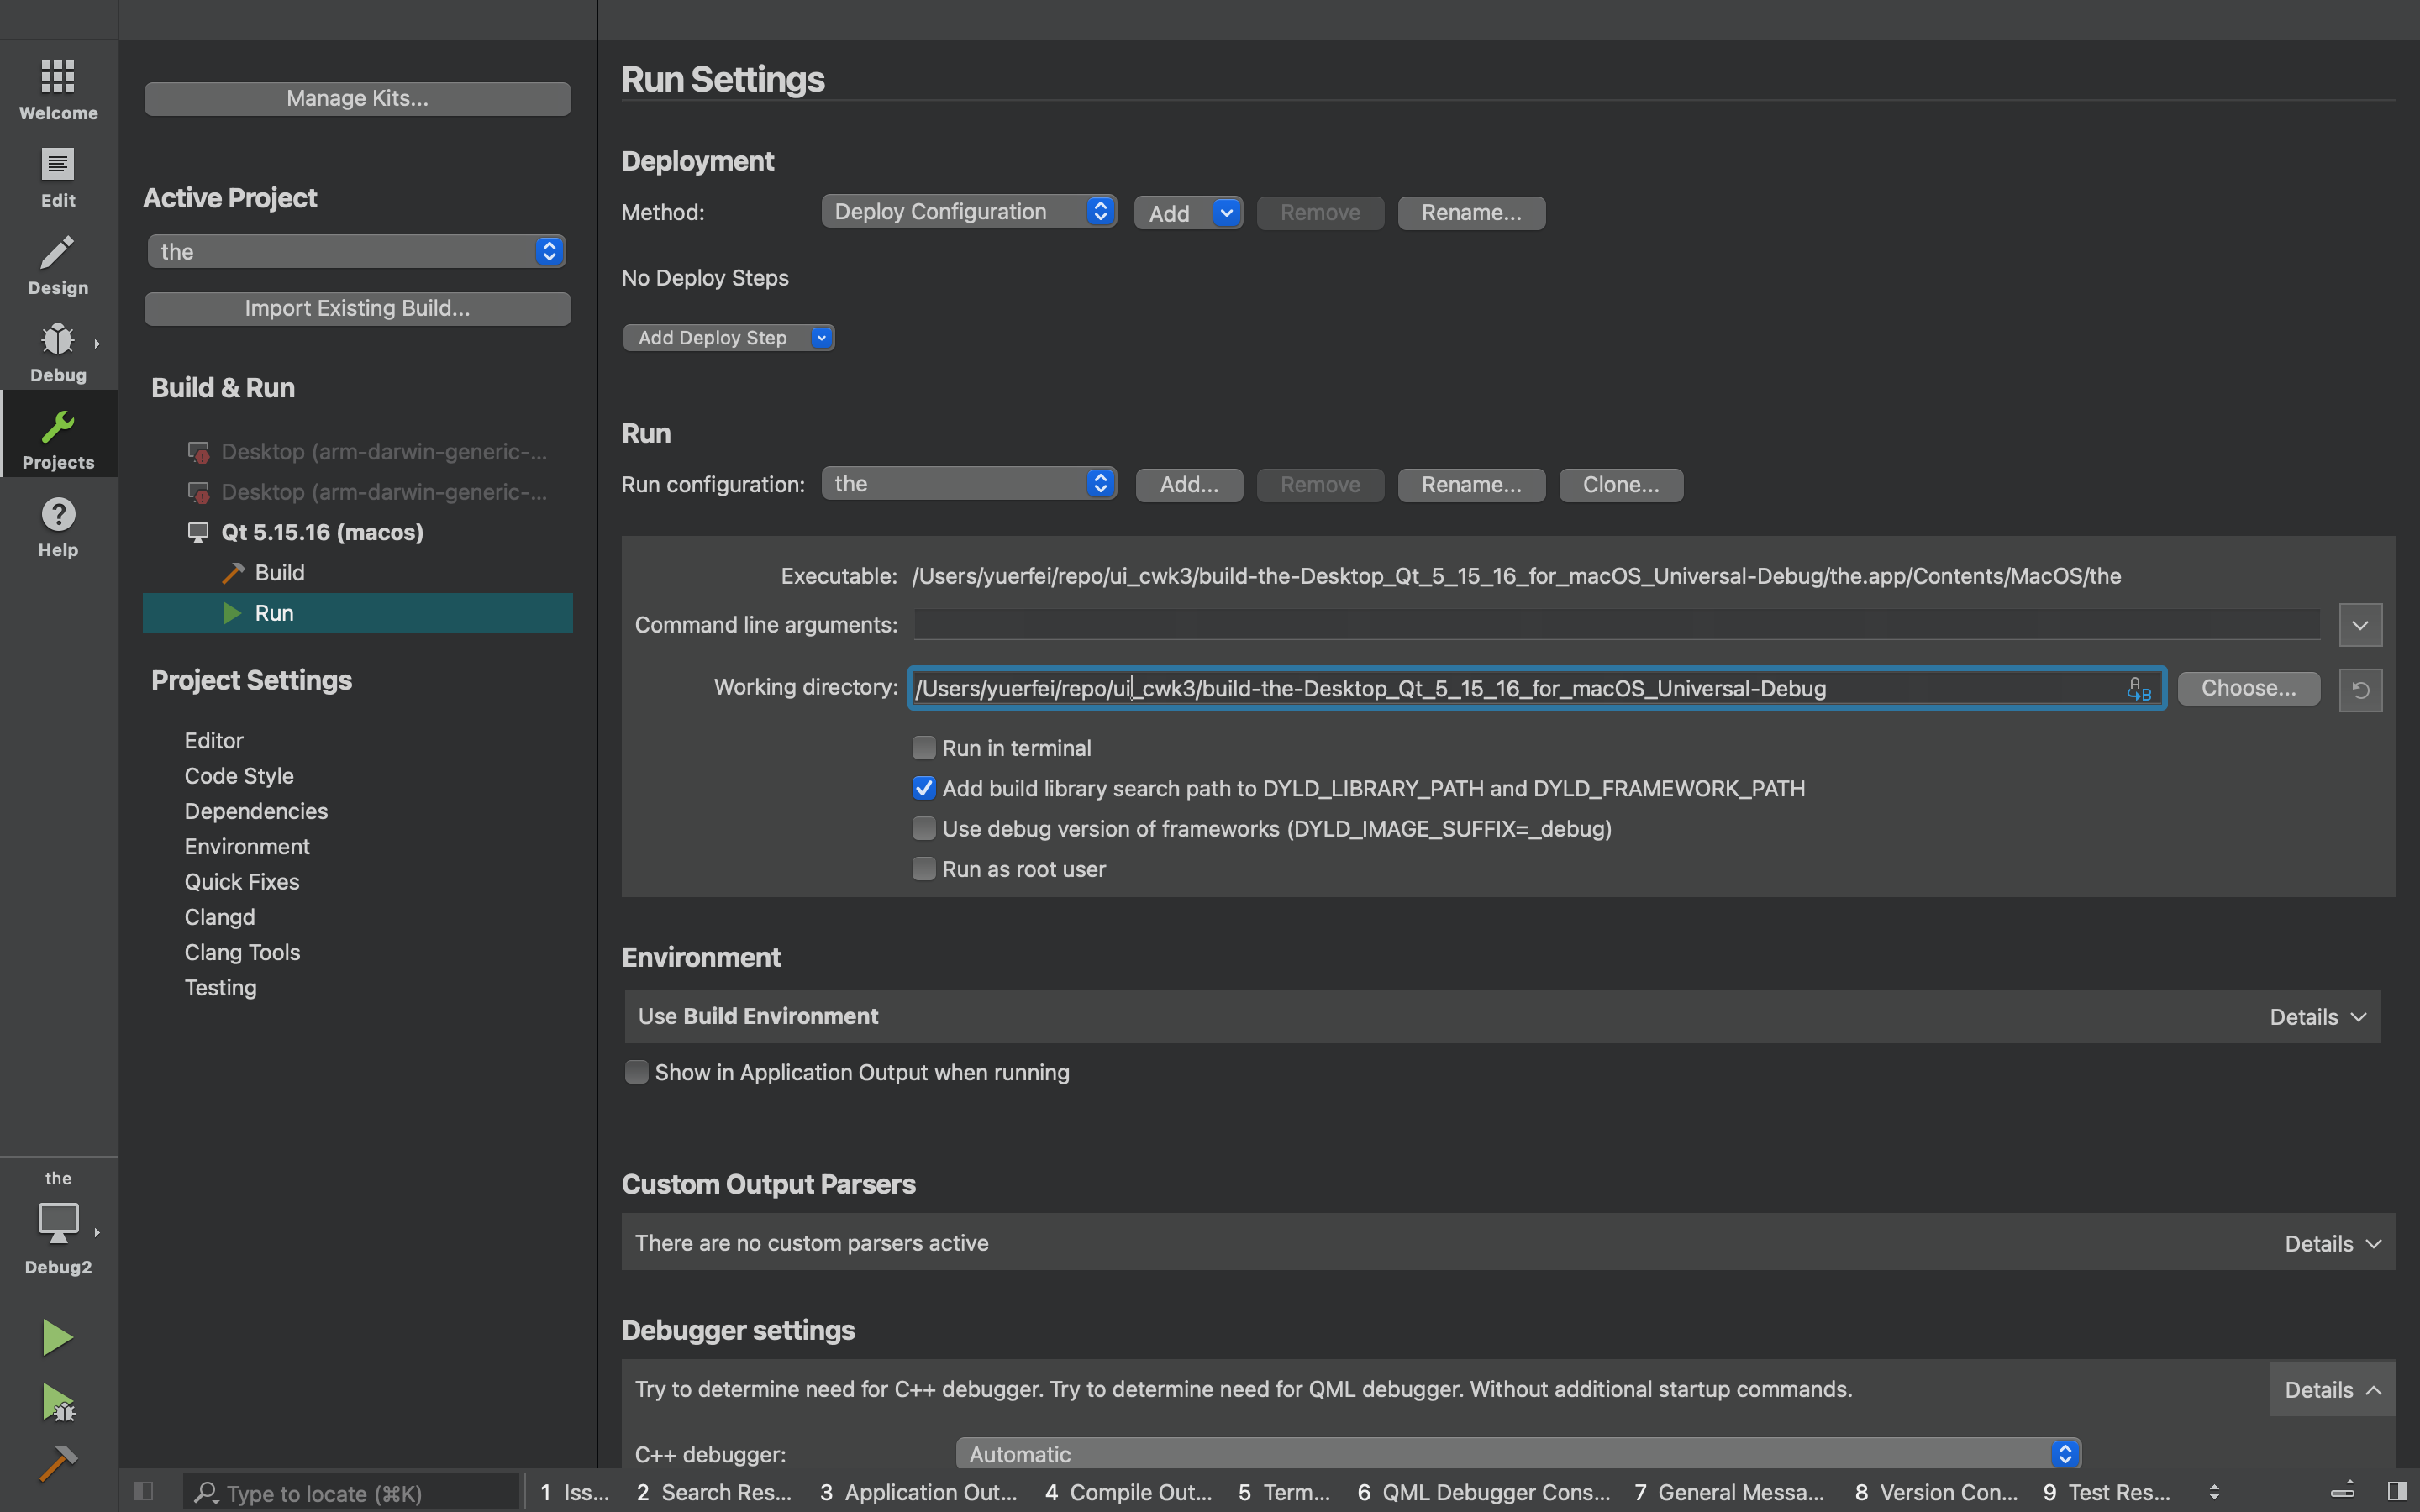 Welcome
Edit
Design
Debug
Projects
Help
the
Debug2
Manage Kits...
Active Project
the
Import Existing Build...
Build & Run
Desktop (arm-darwin-generic-...
Desktop (arm-darwin-generic-...
Qt 5.15.16 (macos)
Build
Run
Project Settings
Editor
Code Style
Dependencies
Environment
Quick Fixes
Clangd
Clang Tools
Testing
Run Settings
Deployment
Method: Deploy Configuration Add Remove Rename...
No Deploy Steps
Add Deploy Step
Run
Run configuration: the Add... Remove Rename... Clone...
Executable: /Users/yuerfei/repo/ui_cwk3/build-the-Desktop_Qt_5_15_16_for_macOS_Universal-Debug/the.app/Contents/MacOS/the
Command line arguments:
Working directory: /Users/yuerfei/repo/ui_cwk3/build-the-Desktop_Qt_5_15_16_for_macOS_Universal-Debug Choose...
Run in terminal
Add build library search path to DYLD_LIBRARY_PATH and DYLD_FRAMEWORK_PATH
Use debug version of frameworks (DYLD_IMAGE_SUFFIX=_debug)
Run as root user
Environment
Use Build Environment Details
Show in Application Output when running
Custom Output Parsers
There are no custom parsers active Details
Debugger settings
Try to determine need for C++ debugger. Try to determine need for QML debugger. Without additional startup commands. Details
C++ debugger: Automatic
Type to locate (⌘K) 1 Iss... 2 Search Res... 3 Application Out... 4 Compile Out... 5 Term... 6 QML Debugger Cons... 7 General Messa... 8 Version Con... 9 Test Res...